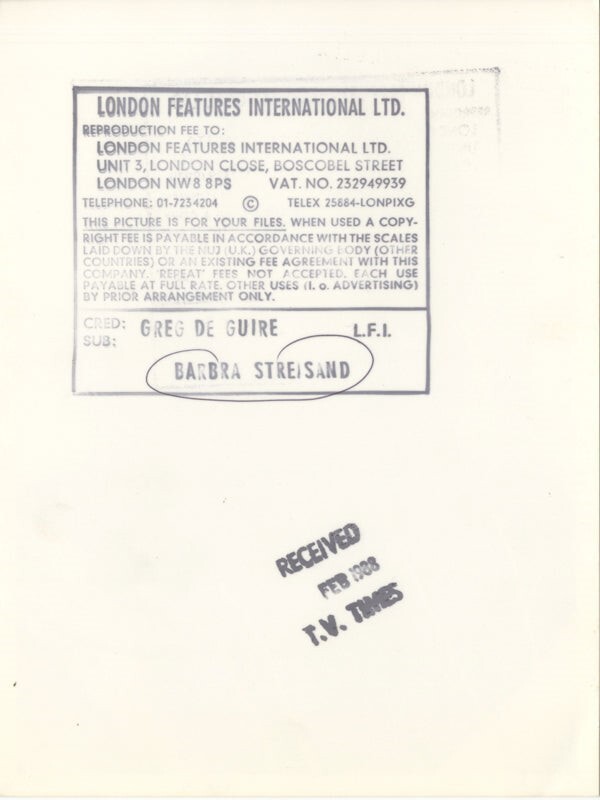 LONDON FEATURES INTERNATIONAL LTD.
REPRODUCTION FEE TO:
LONDON FEATURES INTERNATIONAL LTD.
UNIT 3, LONDON CLOSE, BOSCOBEL STREET
LONDON NW8 8PS VAT. NO. 232949939
TELEPHONE: 01-7234204 © TELEX 25684-LONPIXG
THIS PICTURE IS FOR YOUR FILES. WHEN USED A COPY-
RIGHT FEE IS PAYABLE IN ACCORDANCE WITH THE SCALES
LAID DOWN BY THE NUJ (U.K.) GOVERNING BODY (OTHER
COUNTRIES) OR AN EXISTING FEE AGREEMENT WITH THIS
COMPANY. 'REPEAT' FEES NOT ACCEPTED. EACH USE
PAYABLE AT FULL RATE. OTHER USES (I. e. ADVERTISING)
BY PRIOR ARRANGEMENT ONLY.
CRED: GREG DE GUIRE L.F.I.
SUB:
BARBRA STREISAND
RECEIVED
FEB 1988
T.V. TIMES